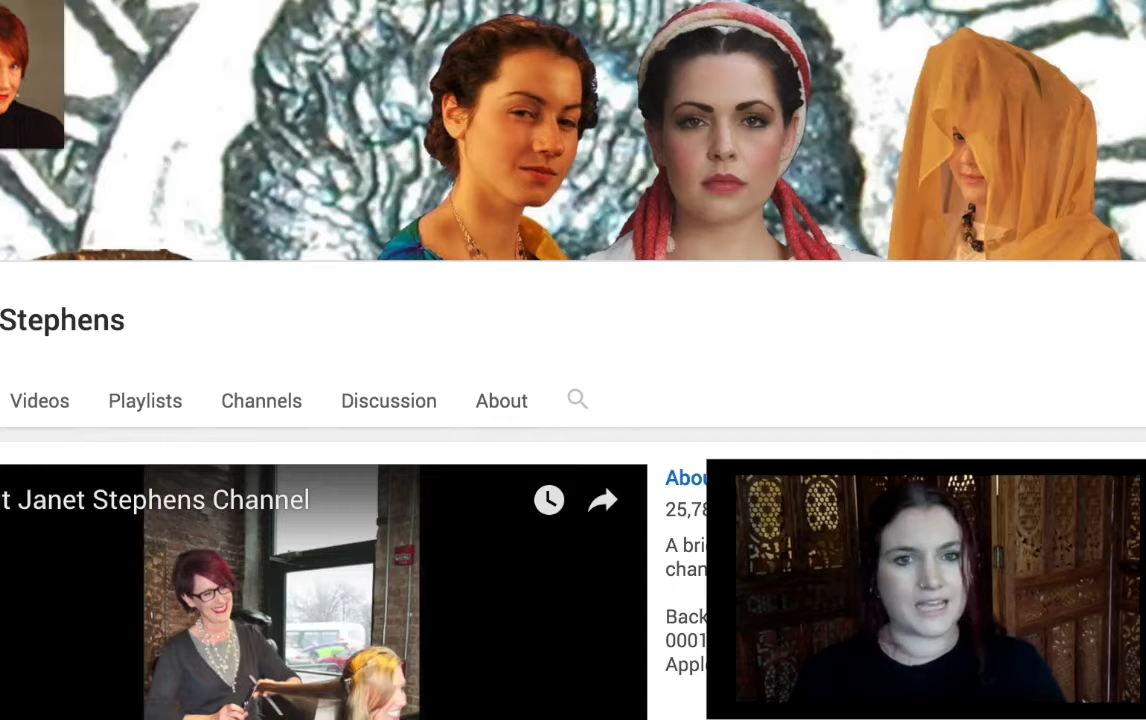 Stephens
Videos Playlists Channels Discussion About
t Janet Stephens Channel
Abou
25,78
A bri
chan
Back
0001
Appl